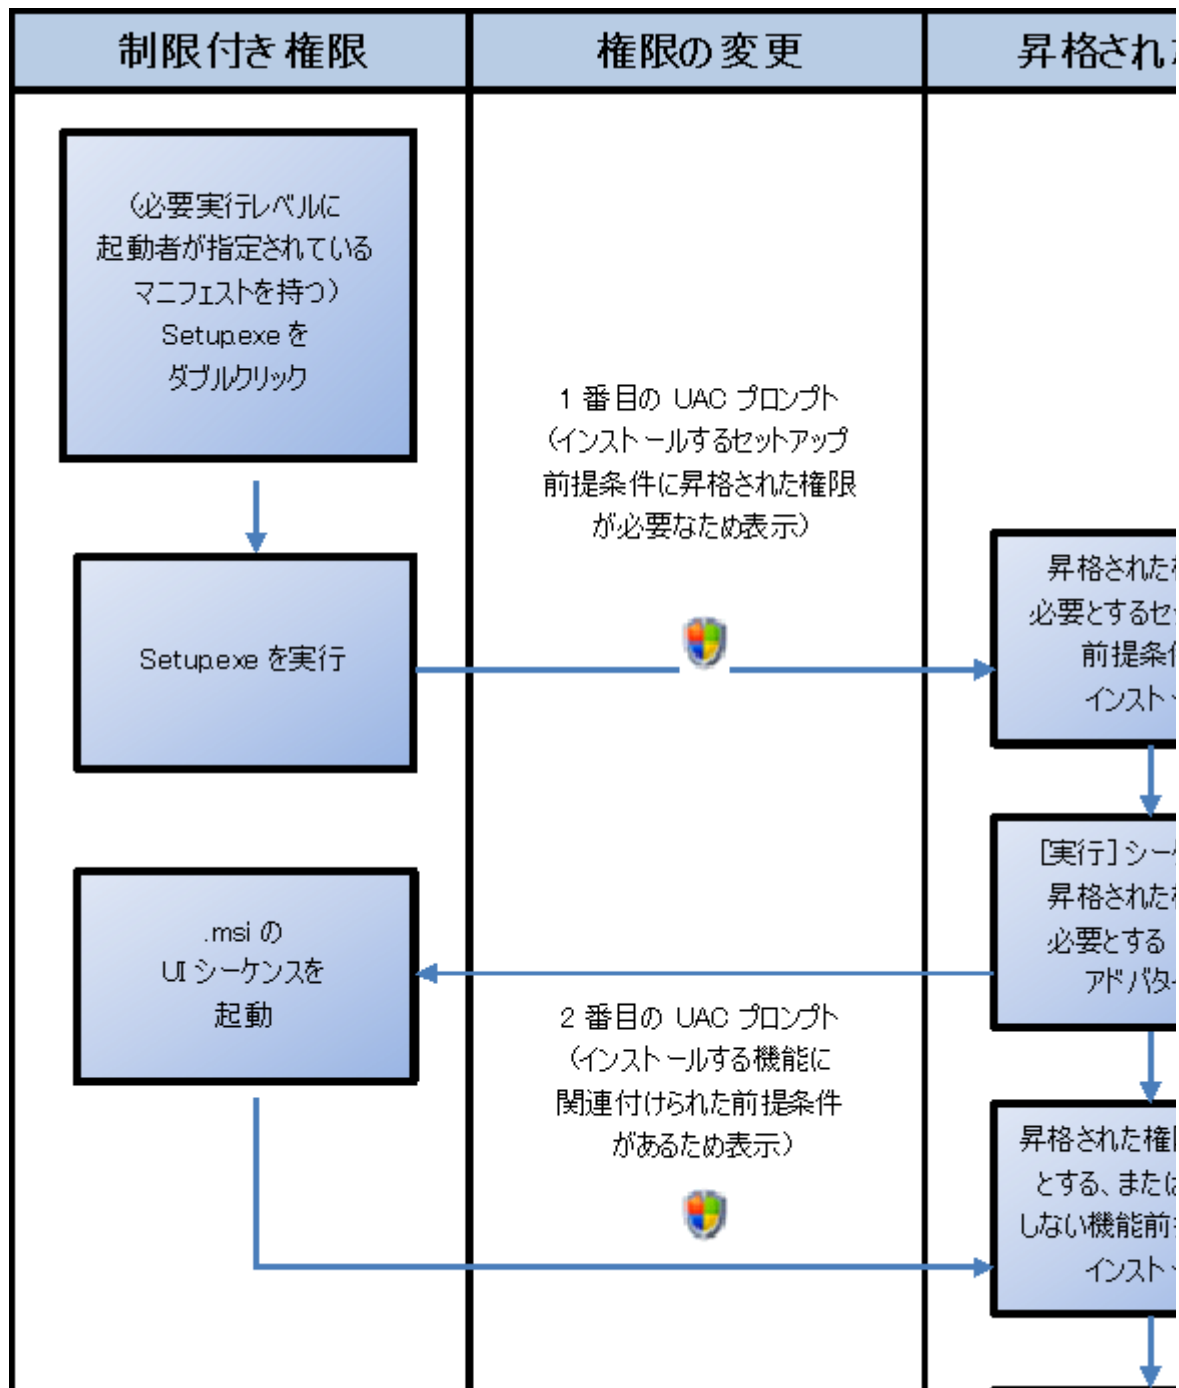 制限付き権限
権限の変更
昇格され
(必要実行レベルに
起動者が指定されている
マニフェストを持つ)
Setup.exe を
ダブルクリック
1 番目の UAC プロンプト
(インストールするセットアップ
前提条件に昇格された権限
が必要なため表示)
Setup.exe を実行
昇格された
必要とするセ
前提条
インスト
[実行] シー
昇格された
必要とする
アドバタ
.msi の
UI シーケンスを
起動
2 番目の UAC プロンプト
(インストールする機能に
関連付けられた前提条件
があるため表示)
昇格された権
とする、または
しない機能前
インスト